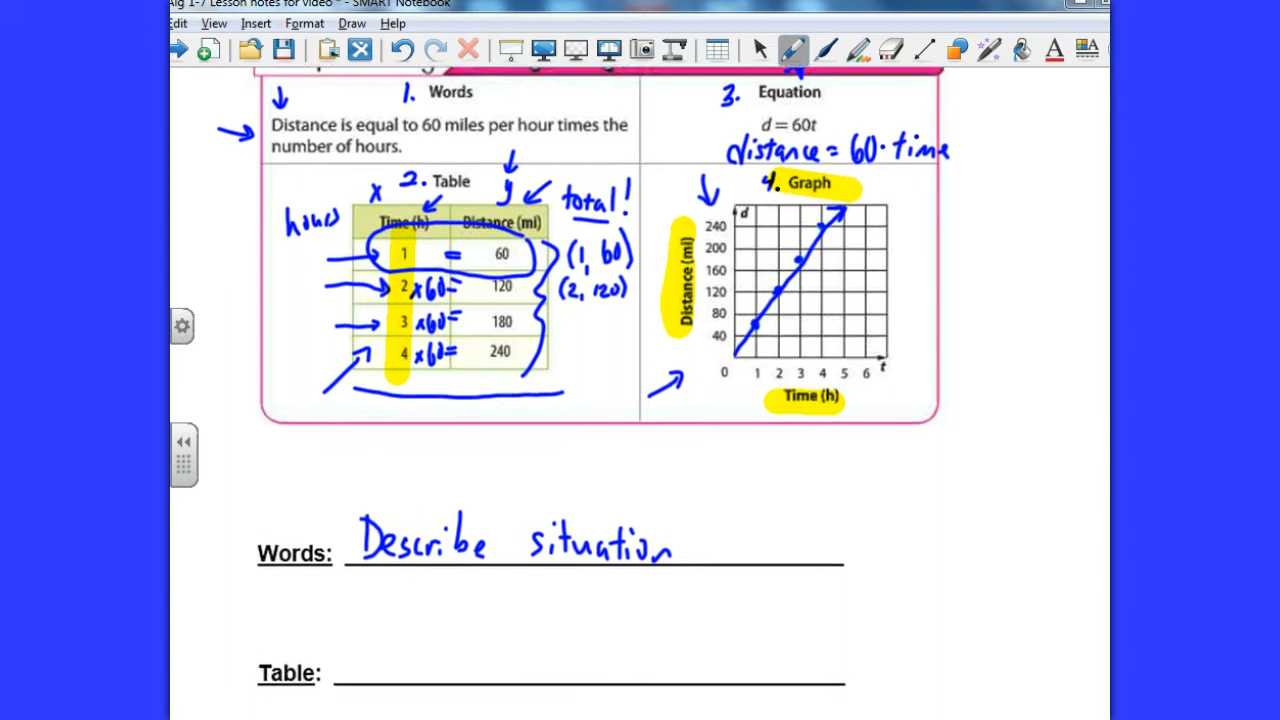 Alg 1-7 Lesson notes for video * - SMART Notebook
Edit View Insert Format Draw Help
1. Words
Distance is equal to 60 miles per hour times the
number of hours.
3. Equation
d = 60t
distance = 60 · time
2. Table
x y total!
hours Time (h) Distance (mi)
1 = 60 (1, 60)
2 x60= 120 (2, 120)
3 x60= 180
4 x60= 240
4. Graph
d
Distance (mi)
240
200
160
120
80
40
0 1 2 3 4 5 6 t
Time (h)
Words: Describe situation
Table: